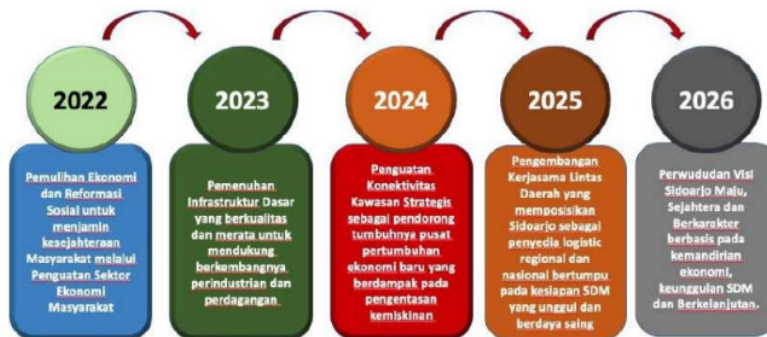 2022
Pemulihan Ekonomi
dan Reformasi
Sosial untuk
menjamin
kesejahteraan
Masyarakat melalui
Penguatan Sektor
Ekonomi
Masyarakat
2023
Pemenuhan
Infrastruktur Dasar
yang berkualitas
dan merata untuk
mendukung
berkembangnya
perindustrian dan
perdagangan
2024
Penguatan
Konektivitas
Kawasan Strategis
sebagai pendorong
tumbuhnya pusat
pertumbuhan
ekonomi baru yang
berdampak pada
pengentasan
kemiskinan
2025
Pengembangan
Kerjasama Lintas
Daerah yang
memposisikan
Sidoarjo sebagai
penyedia logistic
regional dan
nasional bertumpu
pada kesiapan SDM
yang unggul dan
berdaya saing
2026
Perwududan Visi
Sidoarjo Maju,
Sejahtera dan
Berkarakter
berbasis pada
kemandirian
ekonomi,
keunggulan SDM
dan Berkelanjutan.